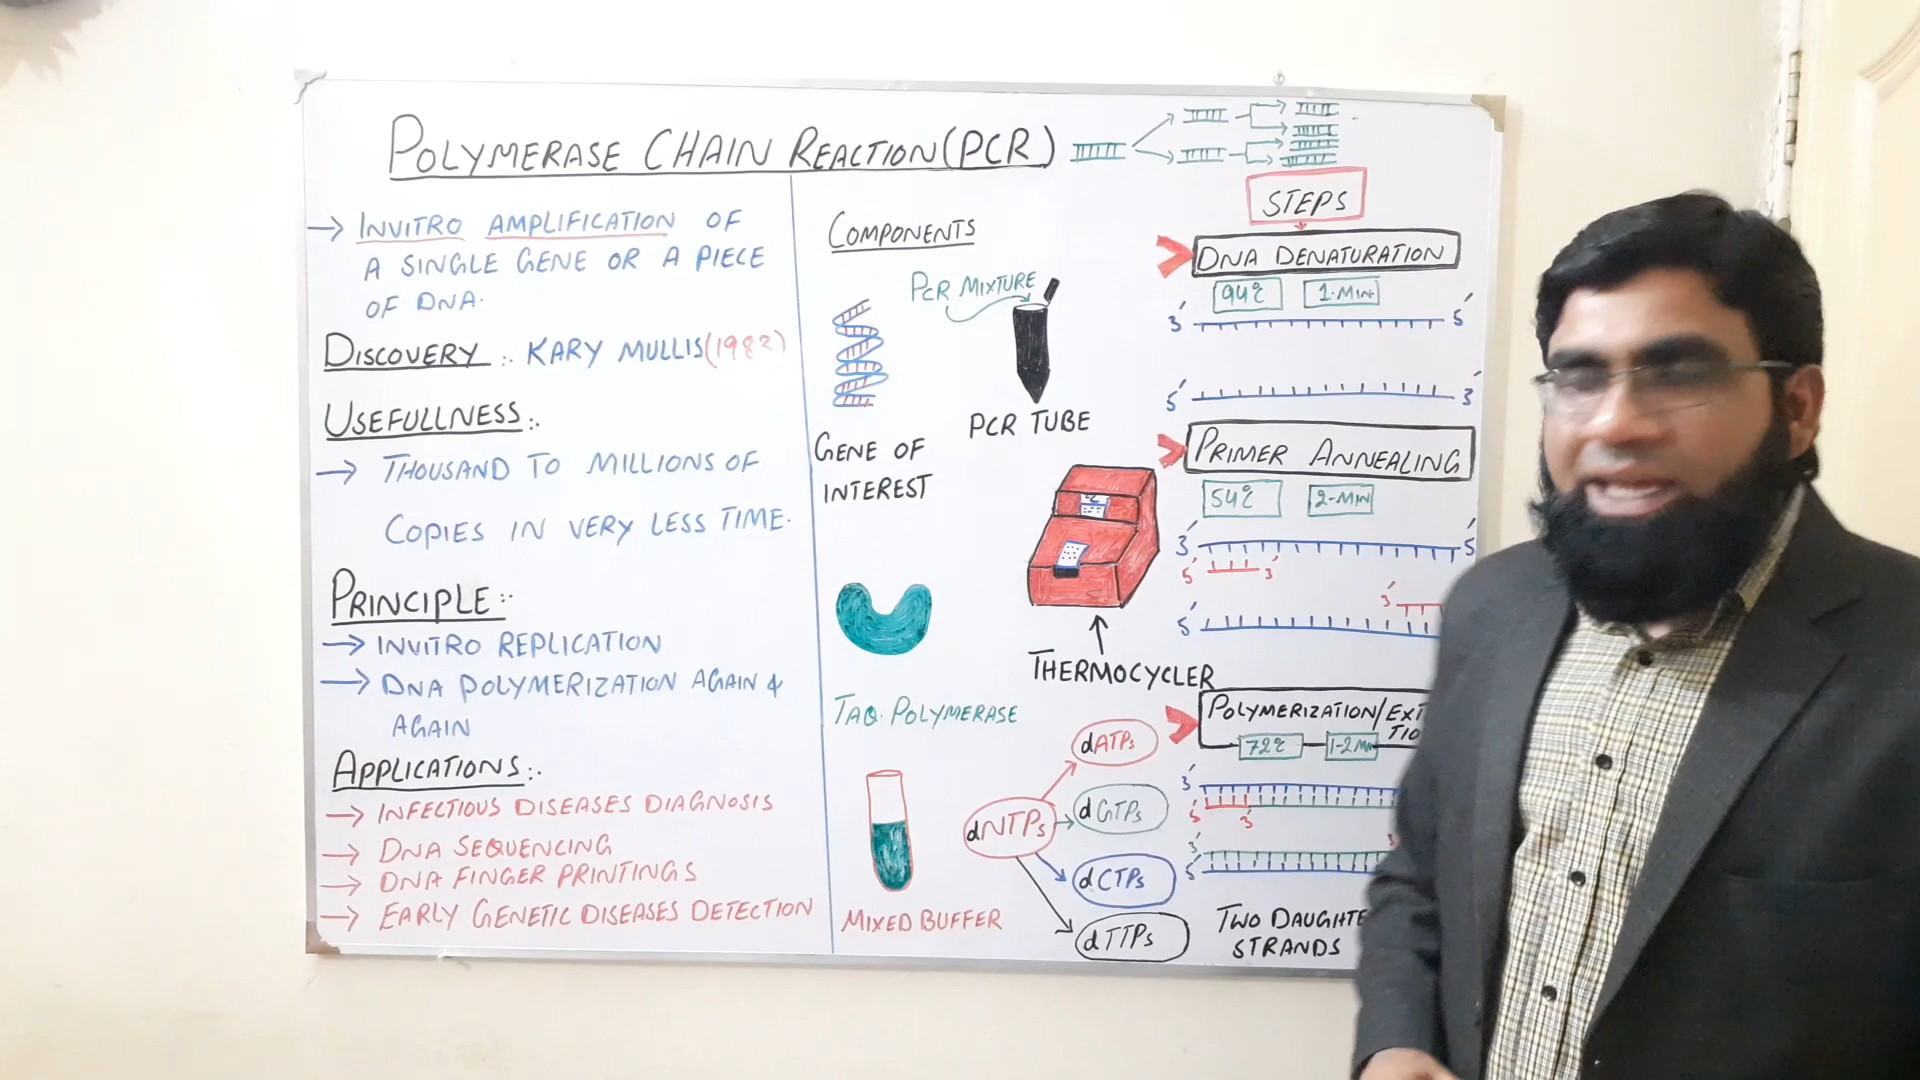 POLYMERASE CHAIN REACTION (PCR)
→ INVITRO AMPLIFICATION OF
A SINGLE GENE OR A PIECE
OF DNA.
DISCOVERY:. KARY MULLIS (1983)
USEFULLNESS:.
→ THOUSAND TO MILLIONS OF
COPIES IN VERY LESS TIME.
PRINCIPLE:.
→ INVITRO REPLICATION
→ DNA POLYMERIZATION AGAIN &
AGAIN
APPLICATIONS:.
→ INFECTIOUS DISEASES DIAGNOSIS
→ DNA SEQUENCING
→ DNA FINGER PRINTINGS
→ EARLY GENETIC DISEASES DETECTION
COMPONENTS
PCR MIXTURE
PCR TUBE
GENE OF
INTEREST
THERMOCYCLER
TAQ. POLYMERASE
MIXED BUFFER
dNTPs
dATPs
dGTPs
dCTPs
dTTPs
STEPS
DNA DENATURATION
94°C 1-MIN
3′ 5′
5′ 3′
PRIMER ANNEALING
54°C 2-MIN
3′ 5′
5′ 3′
3′
5′
POLYMERIZATION/EXT
TIO
72°C 1-2 MIN
3′
5′ 3′
3′ 3
5′
TWO DAUGHTE
STRANDS